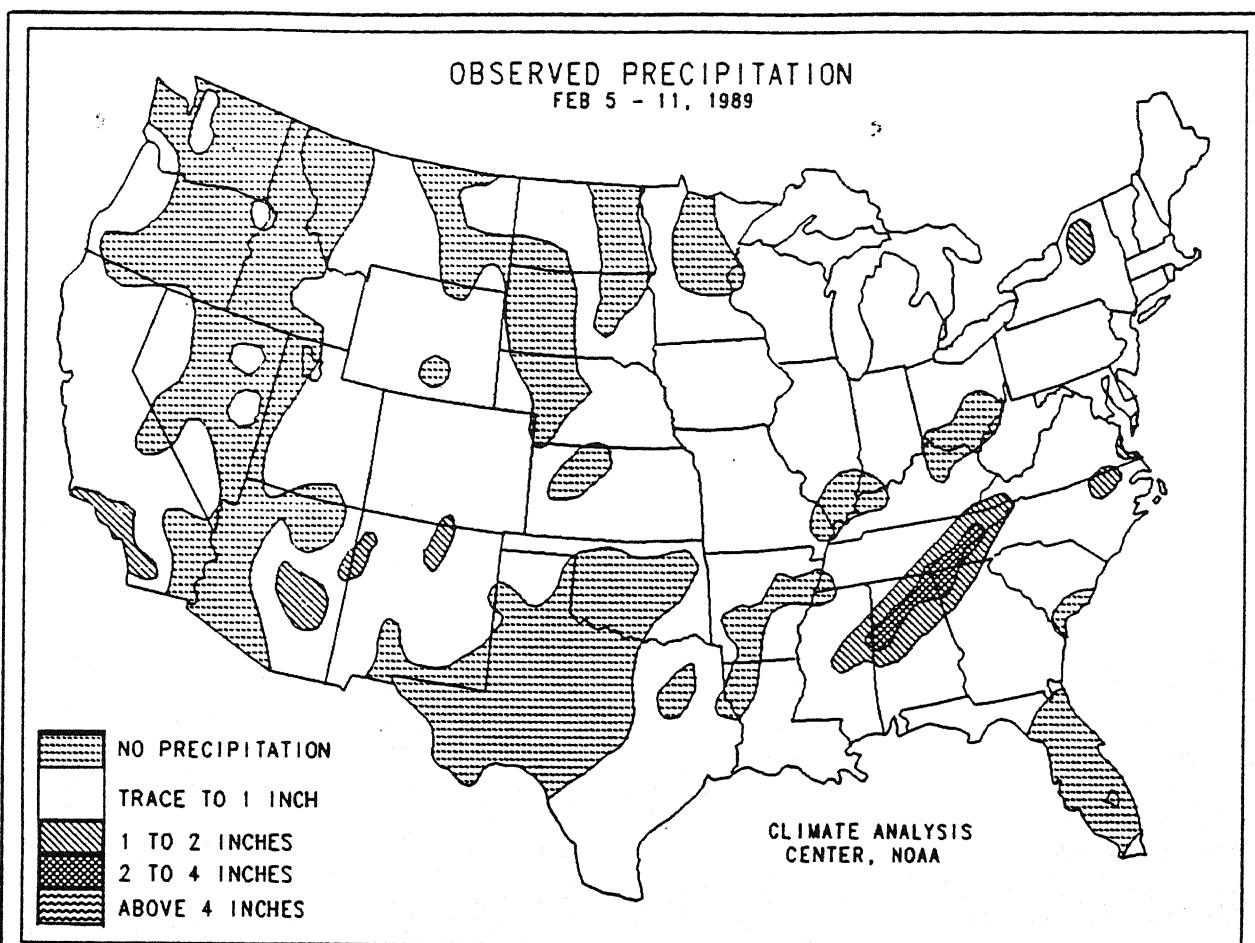 OBSERVED PRECIPITATION
FEB 5 - 11, 1989
NO PRECIPITATION
TRACE TO 1 INCH
1 TO 2 INCHES
2 TO 4 INCHES
ABOVE 4 INCHES
CLIMATE ANALYSIS
CENTER, NOAA